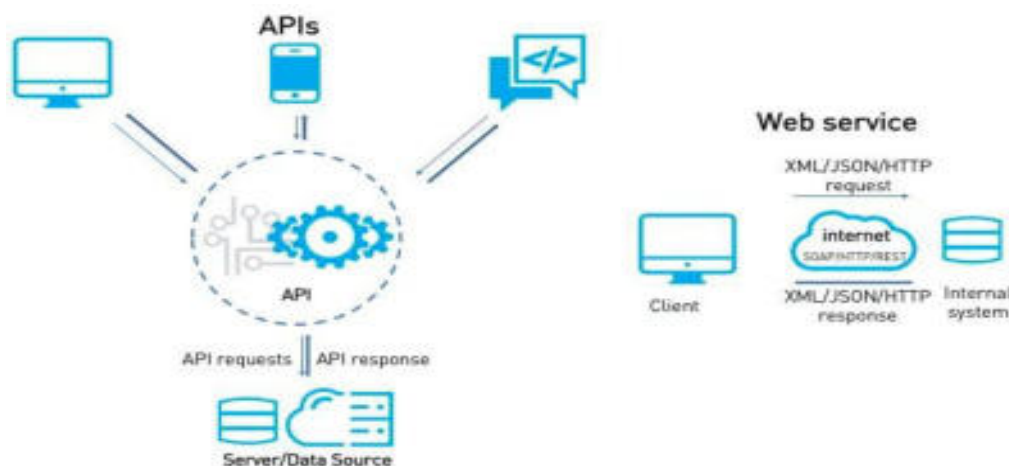 APIs
</>
API
API requests
API response
Server/Data Source
Web service
XML/JSON/HTTP
request
internet
SOAP/HTTP/REST
Client
XML/JSON/HTTP
response
Internal
system